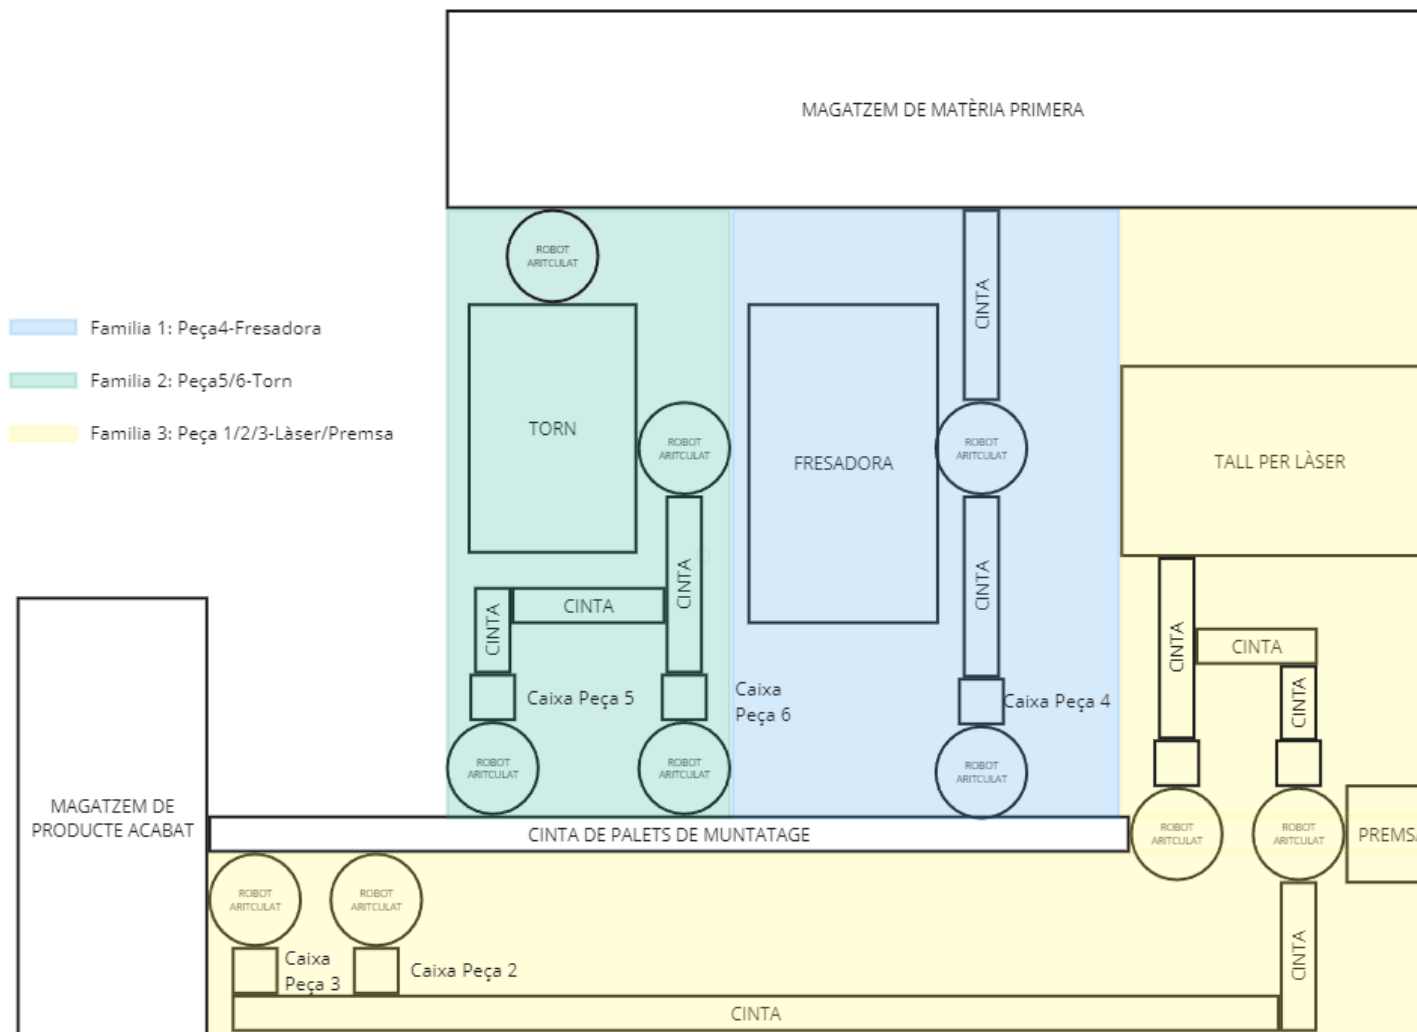 MAGATZEM DE MATÈRIA PRIMERA
ROBOT
ARITCULAT
CINTA
Familia 1: Peça4-Fresadora
Familia 2: Peça5/6-Torn
Familia 3: Peça 1/2/3-Làser/Premsa
TORN
ROBOT
ARITCULAT
FRESADORA
ROBOT
ARITCULAT
TALL PER LÀSER
CINTA
CINTA
CINTA
CINTA
CINTA
CINTA
CINTA
Caixa Peça 5
Caixa
Peça 6
Caixa Peça 4
ROBOT
ARITCULAT
ROBOT
ARITCULAT
ROBOT
ARITCULAT
MAGATZEM DE
PRODUCTE ACABAT
CINTA DE PALETS DE MUNTATAGE
ROBOT
ARITCULAT
ROBOT
ARITCULAT
PREMSA
ROBOT
ARITCULAT
ROBOT
ARITCULAT
Caixa
Peça 3
Caixa Peça 2
CINTA
CINTA